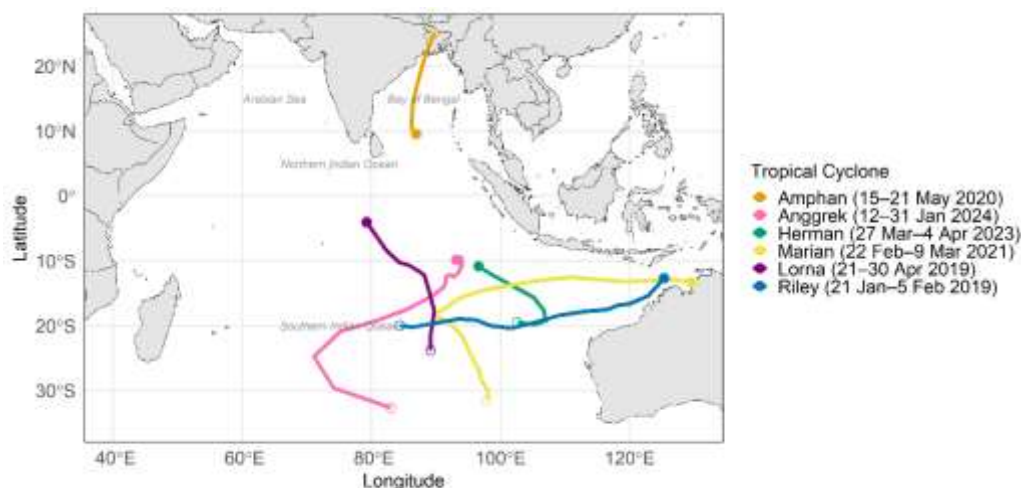 20°N
10°N
0°
10°S
20°S
30°S
Latitude
Arabian Sea
Bay of Bengal
Northern Indian Ocean
Southern Indian Ocean
40°E
60°E
80°E
100°E
120°E
Longitude
Tropical Cyclone
Amphan (15–21 May 2020)
Anggrek (12–31 Jan 2024)
Herman (27 Mar–4 Apr 2023)
Marian (22 Feb–9 Mar 2021)
Lorna (21–30 Apr 2019)
Riley (21 Jan–5 Feb 2019)